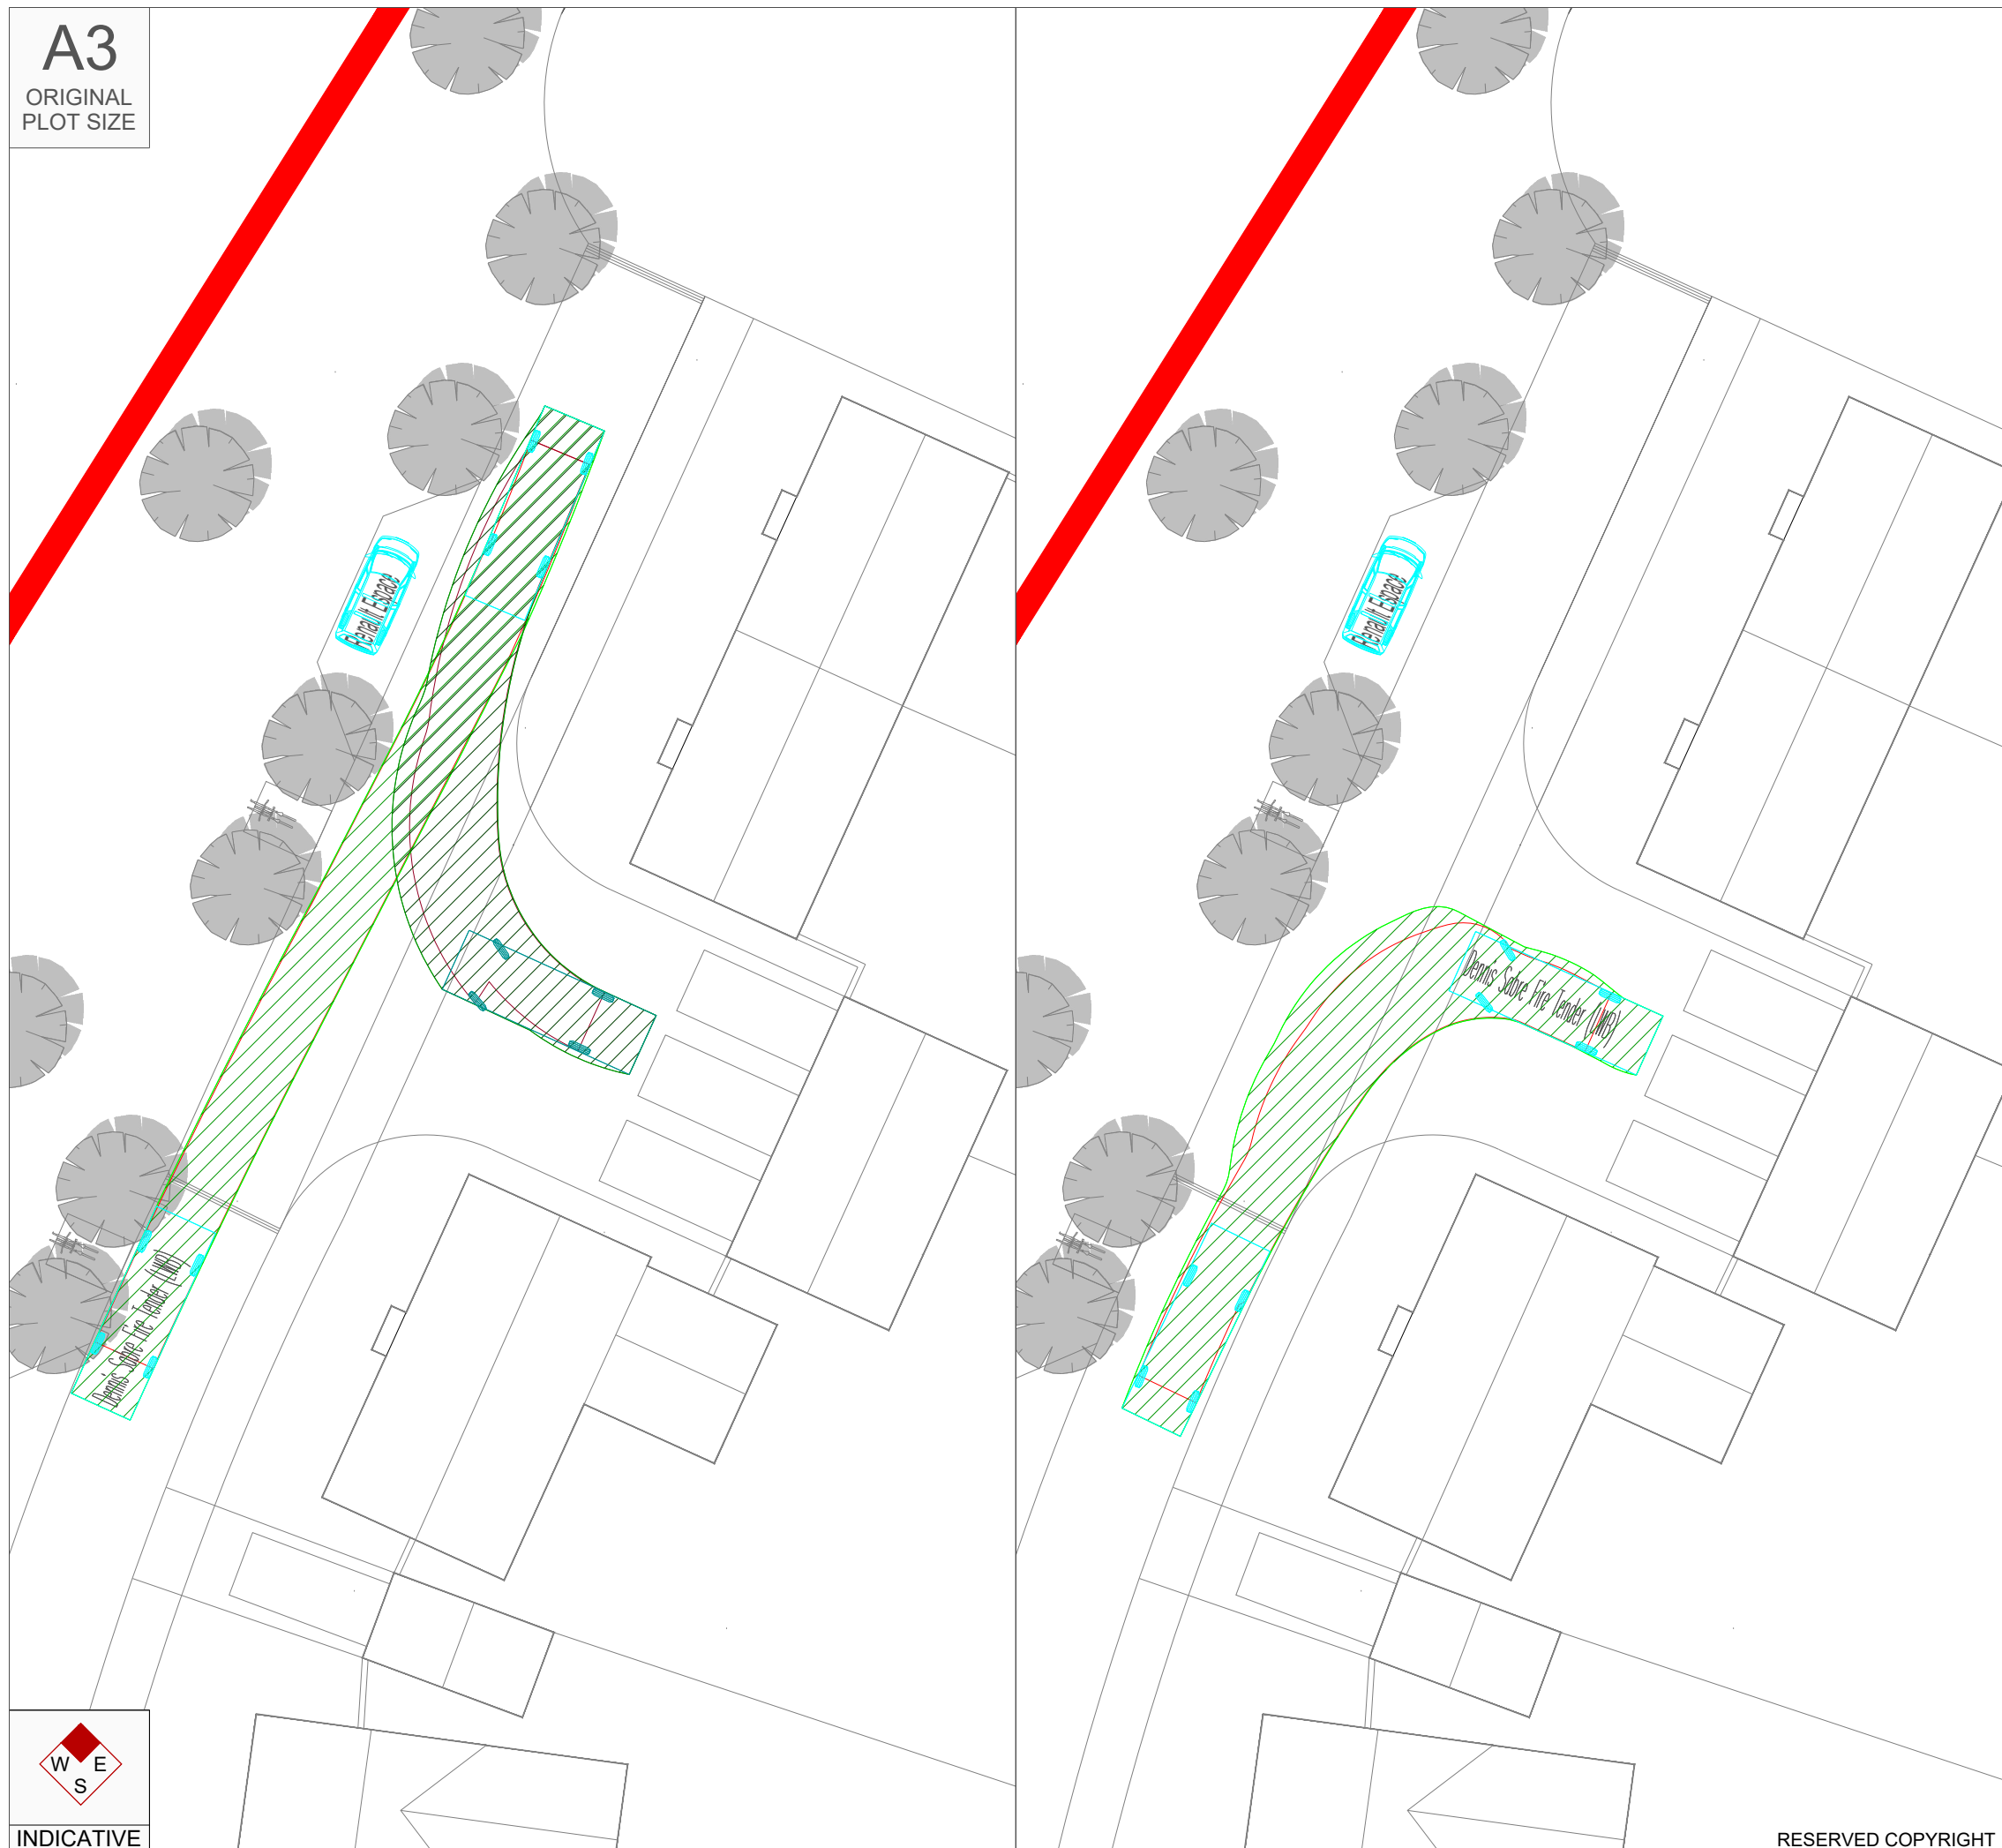 A3
ORIGINAL
PLOT SIZE
Renault Espace
Renault Espace
Dennis Sabre Fire Tender (LWB)
Dennis Sabre Fire Tender (LWB)
W E
S
INDICATIVE
RESERVED COPYRIGHT